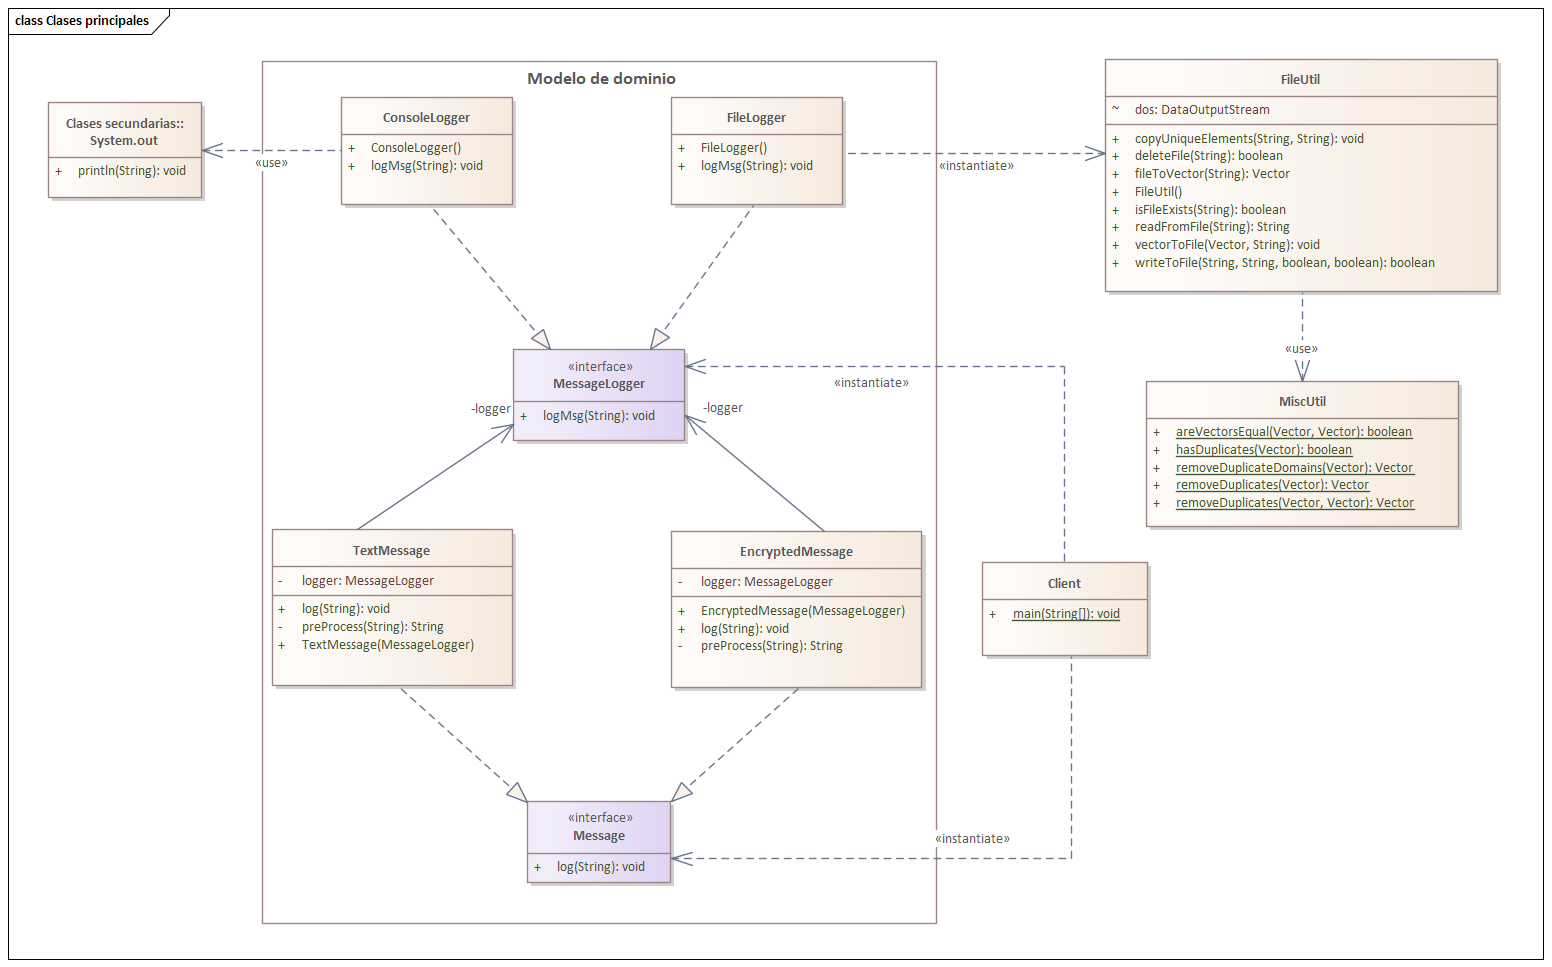 class Clases principales
Modelo de dominio
Clases secundarias::
System.out
+ println(String): void
«use»
ConsoleLogger
+ ConsoleLogger()
+ logMsg(String): void
FileLogger
+ FileLogger()
+ logMsg(String): void
«instantiate»
FileUtil
~ dos: DataOutputStream
+ copyUniqueElements(String, String): void
+ deleteFile(String): boolean
+ fileToVector(String): Vector
+ FileUtil()
+ isFileExists(String): boolean
+ readFromFile(String): String
+ vectorToFile(Vector, String): void
+ writeToFile(String, String, boolean, boolean): boolean
«use»
«interface»
MessageLogger
+ logMsg(String): void
-logger
-logger
«instantiate»
MiscUtil
+ areVectorsEqual(Vector, Vector): boolean
+ hasDuplicates(Vector): boolean
+ removeDuplicateDomains(Vector): Vector
+ removeDuplicates(Vector): Vector
+ removeDuplicates(Vector, Vector): Vector
TextMessage
- logger: MessageLogger
+ log(String): void
- preProcess(String): String
+ TextMessage(MessageLogger)
EncryptedMessage
- logger: MessageLogger
+ EncryptedMessage(MessageLogger)
+ log(String): void
- preProcess(String): String
Client
+ main(String[]): void
«interface»
Message
+ log(String): void
«instantiate»